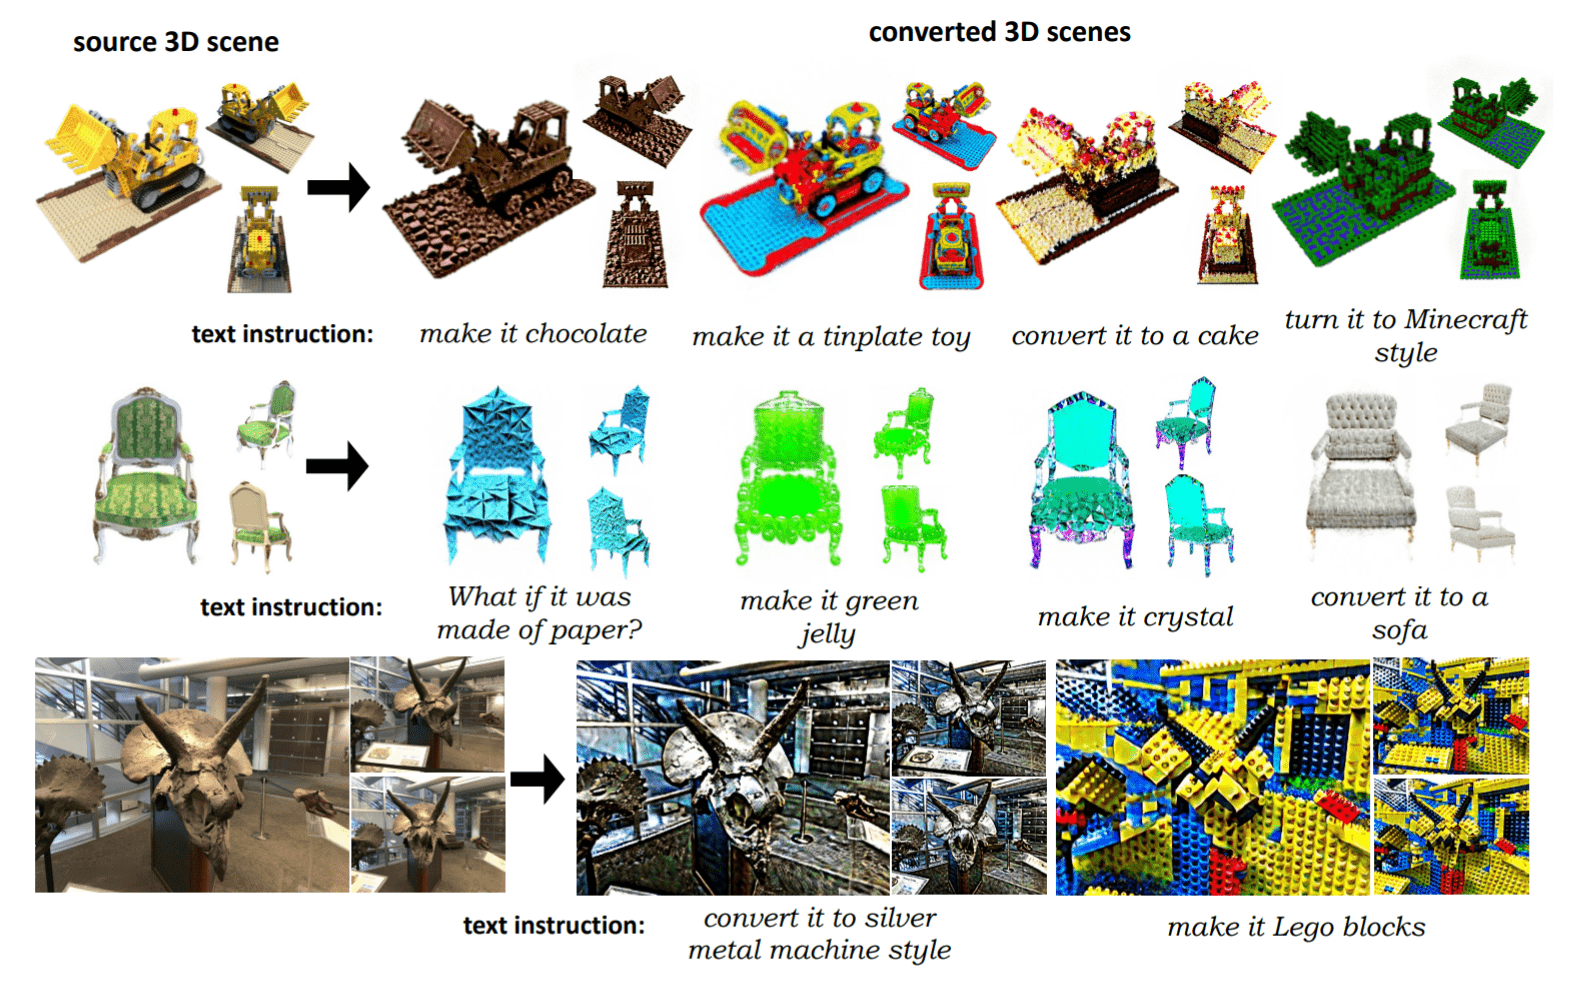 source 3D scene
converted 3D scenes
text instruction:
make it chocolate
make it a tinplate toy
convert it to a cake
turn it to Minecraft
style
text instruction:
What if it was
made of paper?
make it green
jelly
make it crystal
convert it to a
sofa
text instruction:
convert it to silver
metal machine style
make it Lego blocks